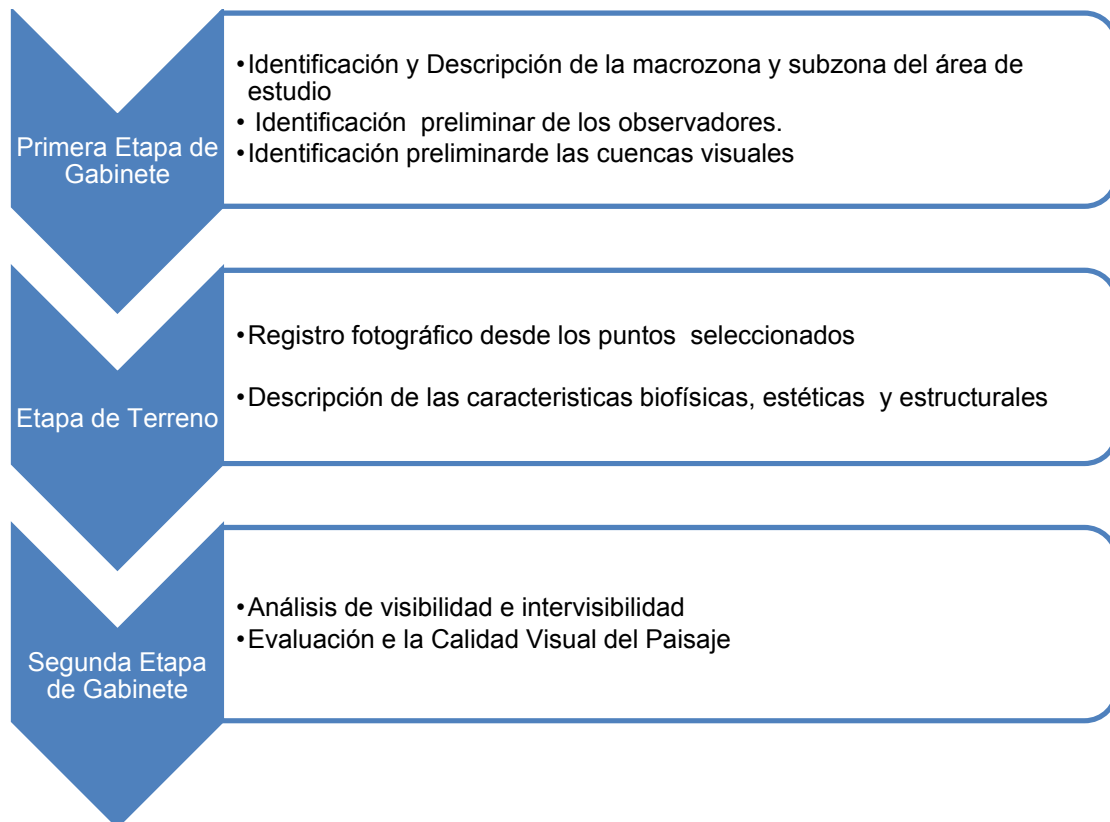 Primera Etapa de
Gabinete
•Identificación y Descripción de la macrozona y subzona del área de
estudio
• Identificación preliminar de los observadores.
•Identificación preliminarde las cuencas visuales
Etapa de Terreno
•Registro fotográfico desde los puntos seleccionados
•Descripción de las caracteristicas biofísicas, estéticas y estructurales
Segunda Etapa
de Gabinete
•Análisis de visibilidad e intervisibilidad
•Evaluación e la Calidad Visual del Paisaje